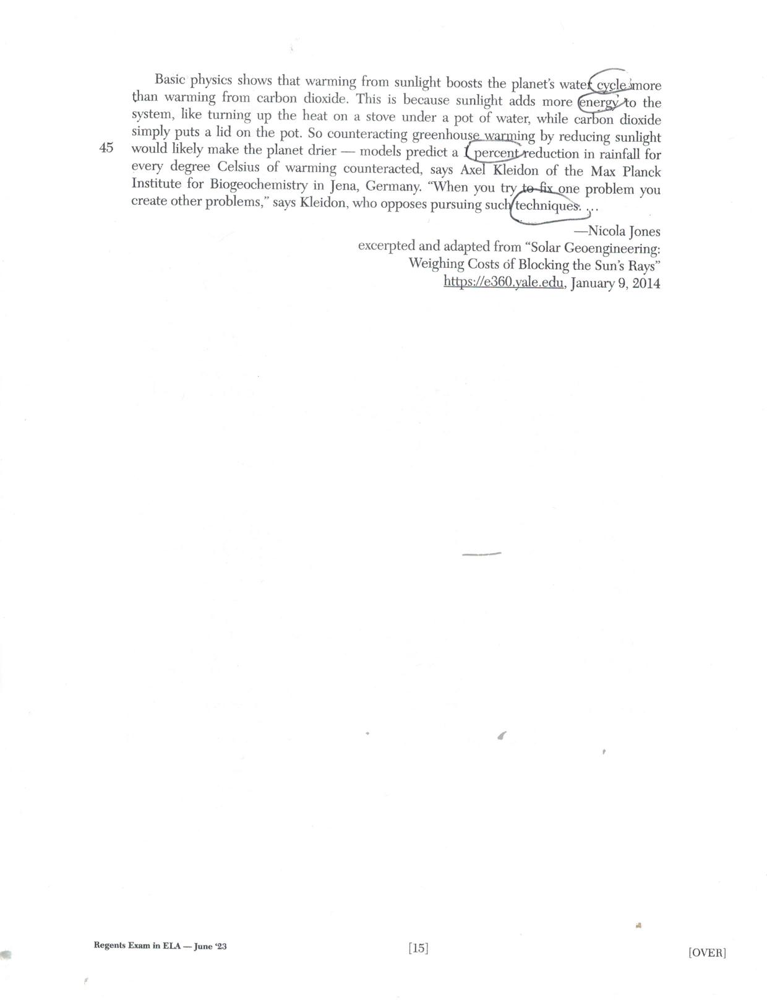 Basic physics shows that warming from sunlight boosts the planet's water cycle more
than warming from carbon dioxide. This is because sunlight adds more energy to the
system, like turning up the heat on a stove under a pot of water, while carbon dioxide
simply puts a lid on the pot. So counteracting greenhouse warming by reducing sunlight
45 would likely make the planet drier — models predict a 1 percent reduction in rainfall for
every degree Celsius of warming counteracted, says Axel Kleidon of the Max Planck
Institute for Biogeochemistry in Jena, Germany. “When you try to fix one problem you
create other problems,” says Kleidon, who opposes pursuing such techniques. …
—Nicola Jones
excerpted and adapted from “Solar Geoengineering:
Weighing Costs of Blocking the Sun's Rays”
https://e360.yale.edu, January 9, 2014
Regents Exam in ELA — June '23
[15]
[OVER]